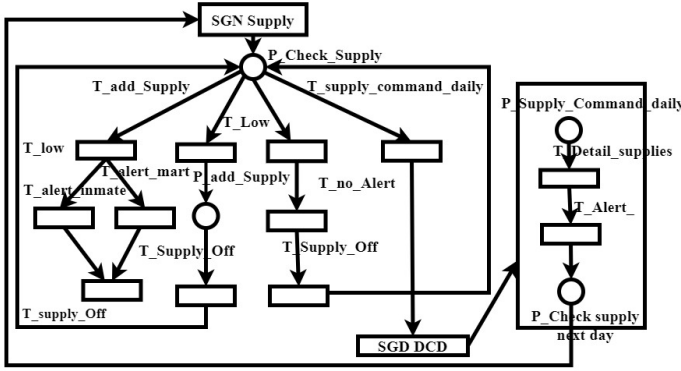 SGN Supply
P_Check_Supply
T_add_Supply
T_supply_command_daily
P_Supply_Command_daily
T_Low
T_low
T_Detail_supplies
T_alert_mart
P_add_Supply
T_no_Alert
T_alert_inmate
T_Alert_
T_Supply_Off
T_Supply_Off
T_supply_Off
P_Check supply
next day
SGD DCD